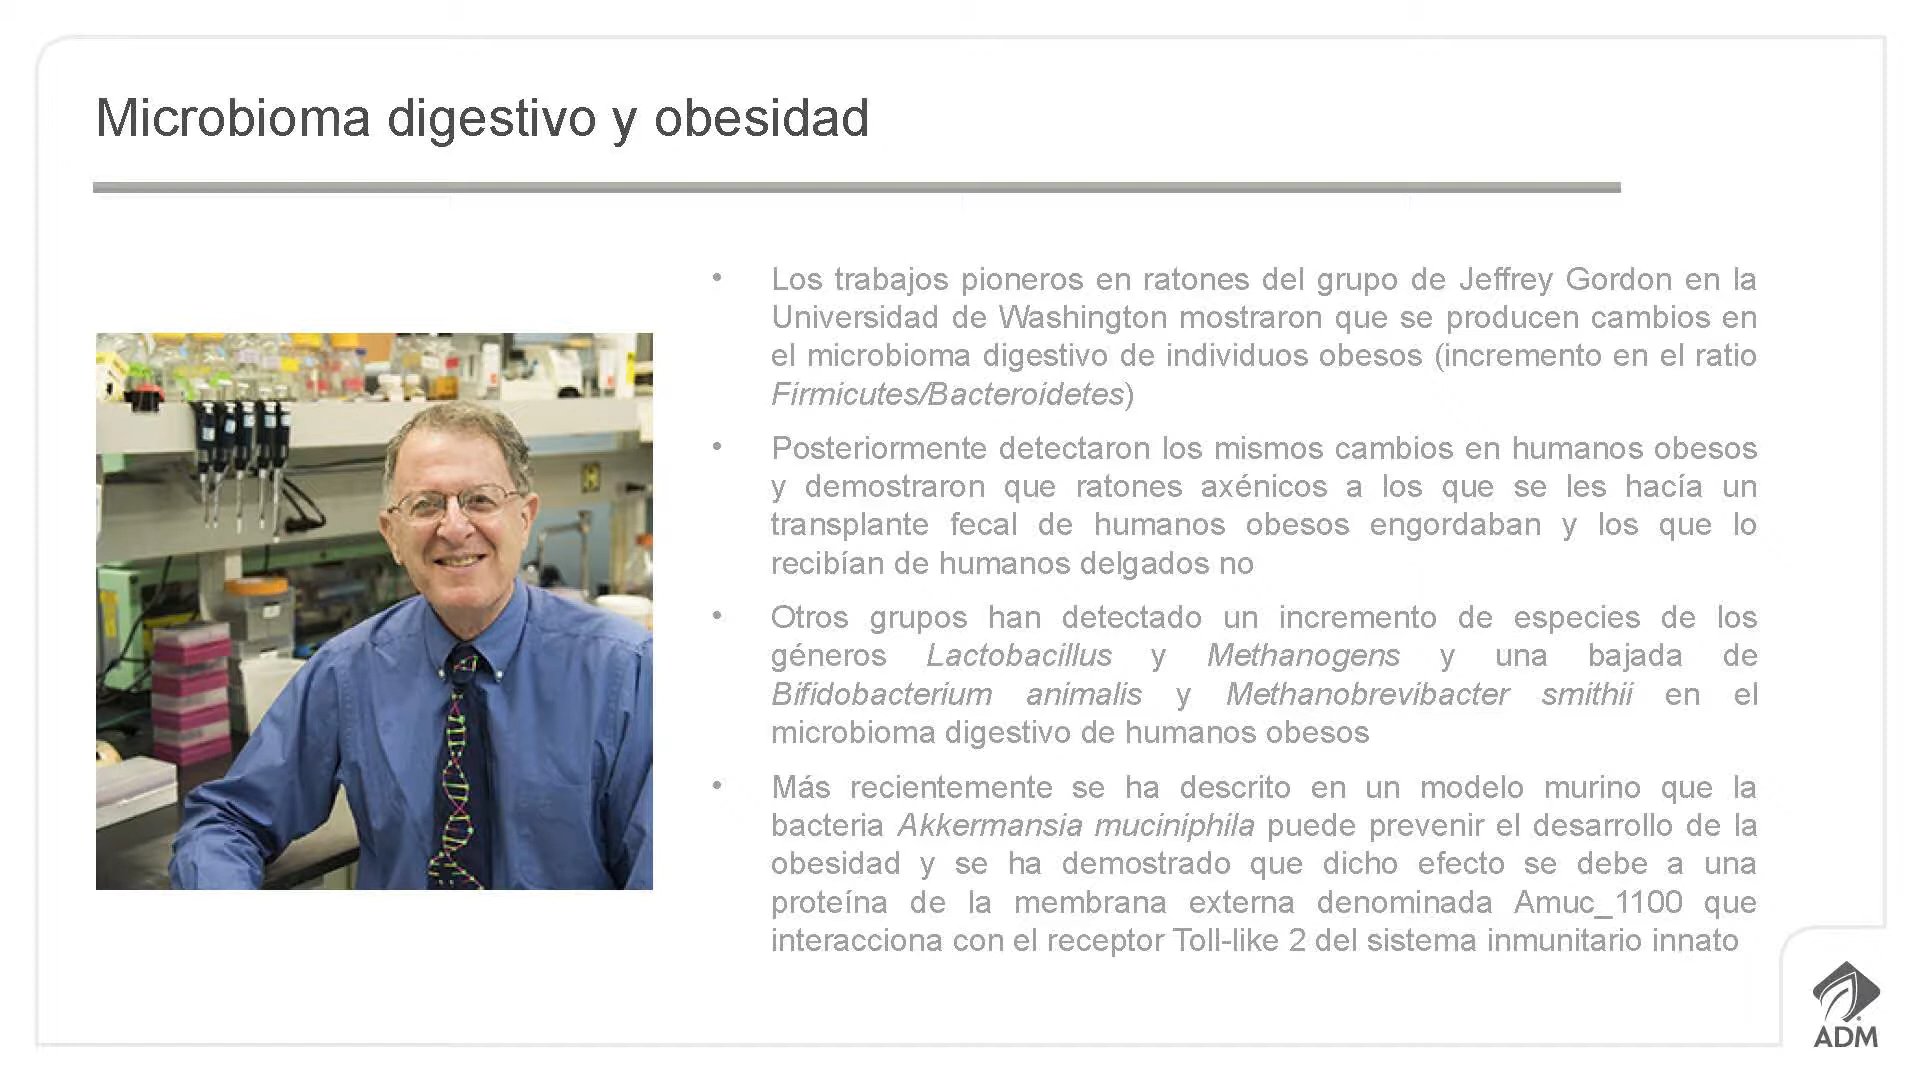 Microbioma digestivo y obesidad
• Los trabajos pioneros en ratones del grupo de Jeffrey Gordon en la
Universidad de Washington mostraron que se producen cambios en
el microbioma digestivo de individuos obesos (incremento en el ratio
Firmicutes/Bacteroidetes)
• Posteriormente detectaron los mismos cambios en humanos obesos
y demostraron que ratones axénicos a los que se les hacía un
transplante fecal de humanos obesos engordaban y los que lo
recibían de humanos delgados no
• Otros grupos han detectado un incremento de especies de los
géneros Lactobacillus y Methanogens y una bajada de
Bifidobacterium animalis y Methanobrevibacter smithii en el
microbioma digestivo de humanos obesos
• Más recientemente se ha descrito en un modelo murino que la
bacteria Akkermansia muciniphila puede prevenir el desarrollo de la
obesidad y se ha demostrado que dicho efecto se debe a una
proteína de la membrana externa denominada Amuc_1100 que
interacciona con el receptor Toll-like 2 del sistema inmunitario innato
ADM